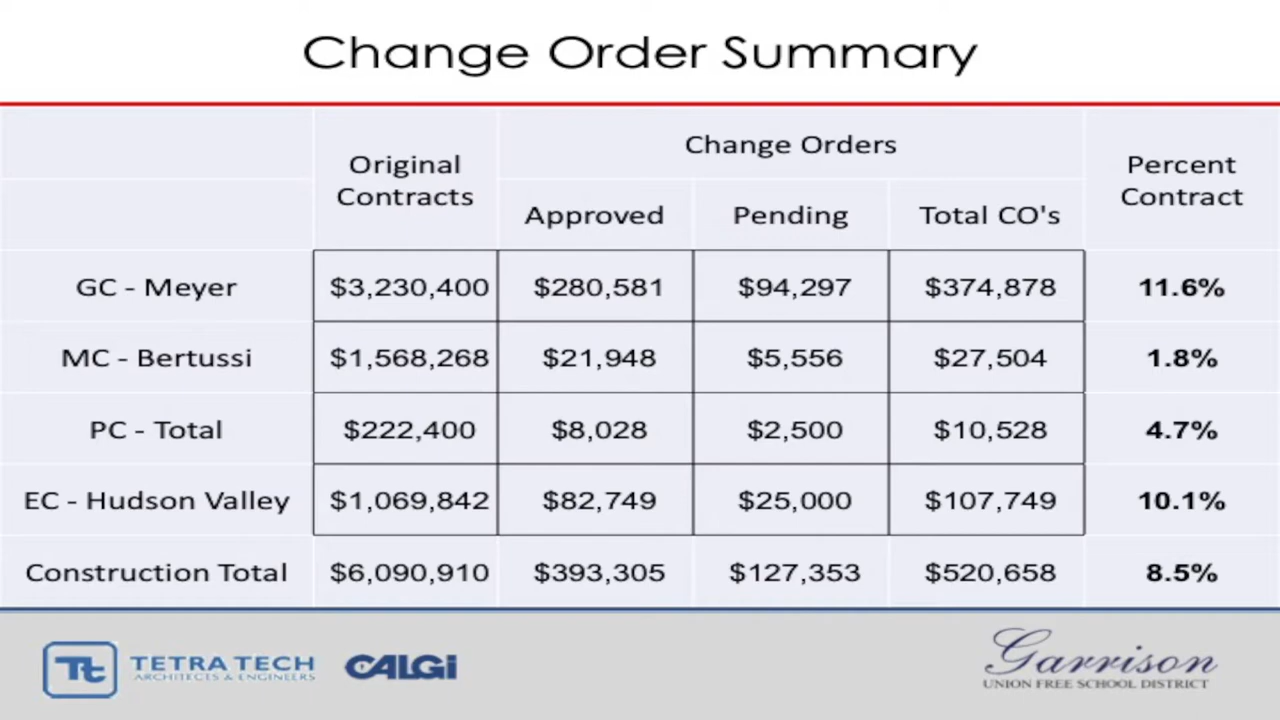 Change Order Summary
Original Contracts
Change Orders
Percent Contract
Approved Pending Total CO's
GC - Meyer $3,230,400 $280,581 $94,297 $374,878 11.6%
MC - Bertussi $1,568,268 $21,948 $5,556 $27,504 1.8%
PC - Total $222,400 $8,028 $2,500 $10,528 4.7%
EC - Hudson Valley $1,069,842 $82,749 $25,000 $107,749 10.1%
Construction Total $6,090,910 $393,305 $127,353 $520,658 8.5%
Tt TETRA TECH
ARCHITECTS & ENGINEERS
CALGi
Garrison
UNION FREE SCHOOL DISTRICT